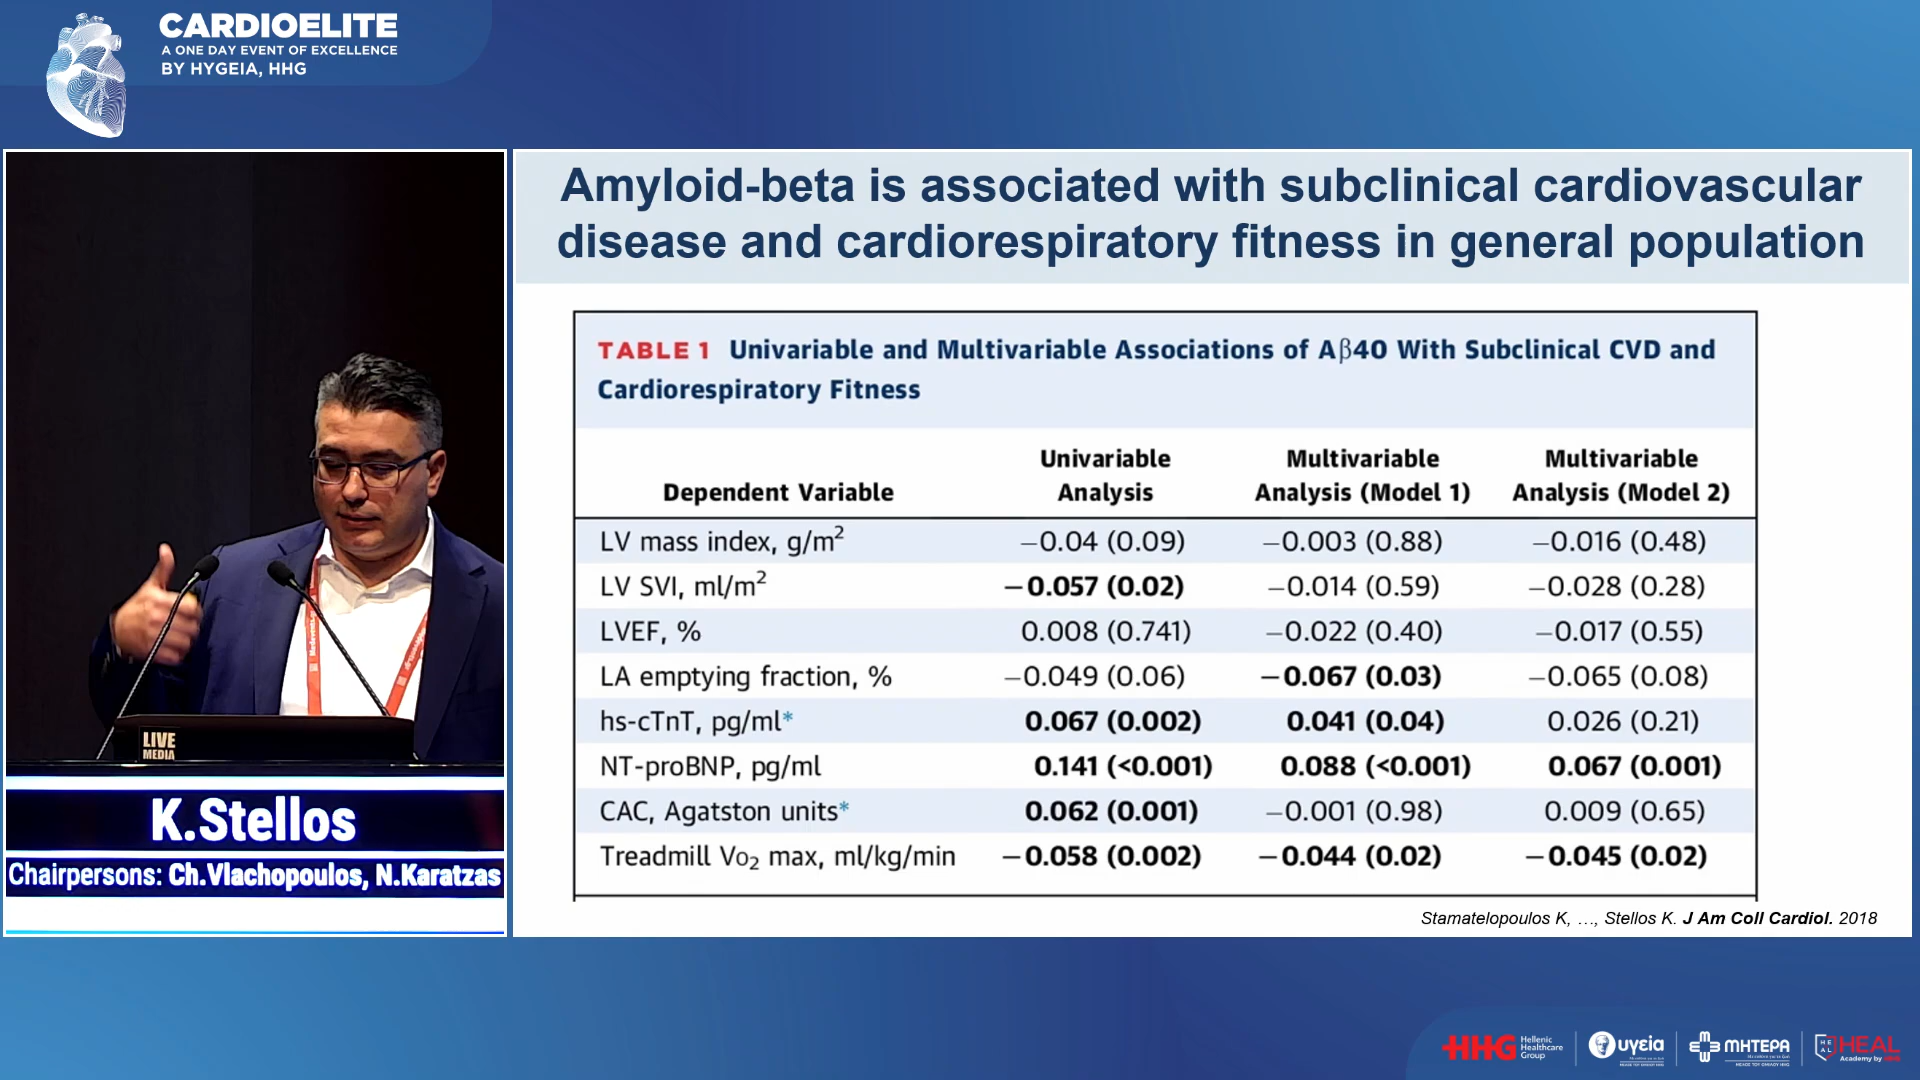 CARDIOELITE
A ONE DAY EVENT OF EXCELLENCE
BY HYGEIA, HHG
LIVE
MEDIA
K.Stellos
Chairpersons: Ch.Vlachopoulos, N.Karatzas
Amyloid-beta is associated with subclinical cardiovascular
disease and cardiorespiratory fitness in general population
TABLE 1 Univariable and Multivariable Associations of Aβ40 With Subclinical CVD and
Cardiorespiratory Fitness
Dependent Variable Univariable Analysis Multivariable Analysis (Model 1) Multivariable Analysis (Model 2)
LV mass index, g/m² −0.04 (0.09) −0.003 (0.88) −0.016 (0.48)
LV SVI, ml/m² −0.057 (0.02) −0.014 (0.59) −0.028 (0.28)
LVEF, % 0.008 (0.741) −0.022 (0.40) −0.017 (0.55)
LA emptying fraction, % −0.049 (0.06) −0.067 (0.03) −0.065 (0.08)
hs-cTnT, pg/ml* 0.067 (0.002) 0.041 (0.04) 0.026 (0.21)
NT-proBNP, pg/ml 0.141 (<0.001) 0.088 (<0.001) 0.067 (0.001)
CAC, Agatston units* 0.062 (0.001) −0.001 (0.98) 0.009 (0.65)
Treadmill Vo₂ max, ml/kg/min −0.058 (0.002) −0.044 (0.02) −0.045 (0.02)
Stamatelopoulos K, …, Stellos K. J Am Coll Cardiol. 2018
HHG Hellenic Healthcare Group
υγεία
ΜΗΤΕΡΑ
HEAL
Academy by